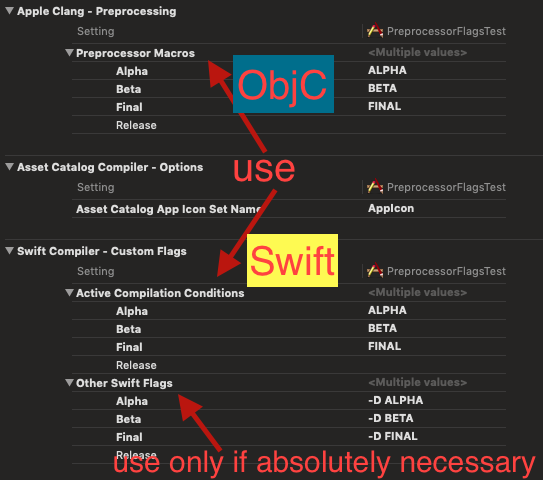 Apple Clang - Preprocessing
Setting PreprocessorFlagsTest
Preprocessor Macros <Multiple values>
Alpha ALPHA
Beta BETA
Final FINAL
Release
ObjC
use
Asset Catalog Compiler - Options
Setting PreprocessorFlagsTest
Asset Catalog App Icon Set Name AppIcon
Swift
Swift Compiler - Custom Flags
Setting PreprocessorFlagsTest
Active Compilation Conditions <Multiple values>
Alpha ALPHA
Beta BETA
Final FINAL
Release
Other Swift Flags <Multiple values>
Alpha -D ALPHA
Beta -D BETA
Final -D FINAL
Release
use only if absolutely necessary